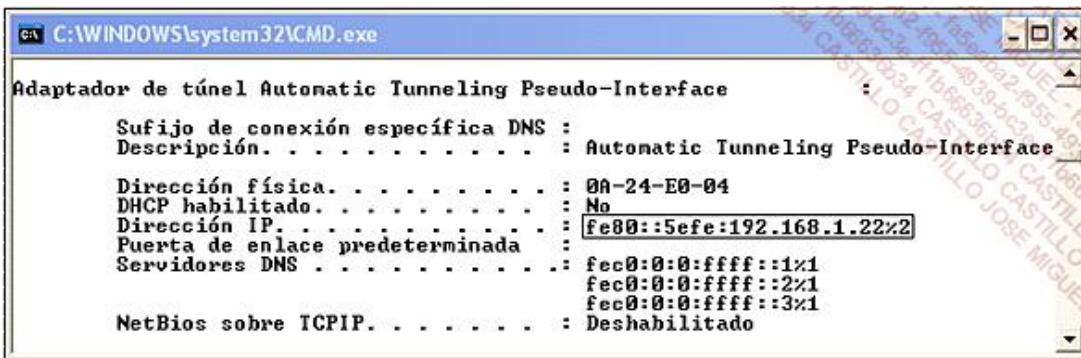 C:\WINDOWS\system32\CMD.exe
Adaptador de túnel Automatic Tunneling Pseudo-Interface :
Sufijo de conexión específica DNS :
Descripción. . . . . . . . . . . : Automatic Tunneling Pseudo-Interface
Dirección física. . . . . . . . . : 0A-24-E0-04
DHCP habilitado. . . . . . . . . : No
Dirección IP. . . . . . . . . . . : fe80::5efe:192.168.1.22%2
Puerta de enlace predeterminada :
Servidores DNS . . . . . . . . . .: fec0:0:0:ffff::1%1
fec0:0:0:ffff::2%1
fec0:0:0:ffff::3%1
NetBios sobre TCPIP. . . . . . . : Deshabilitado